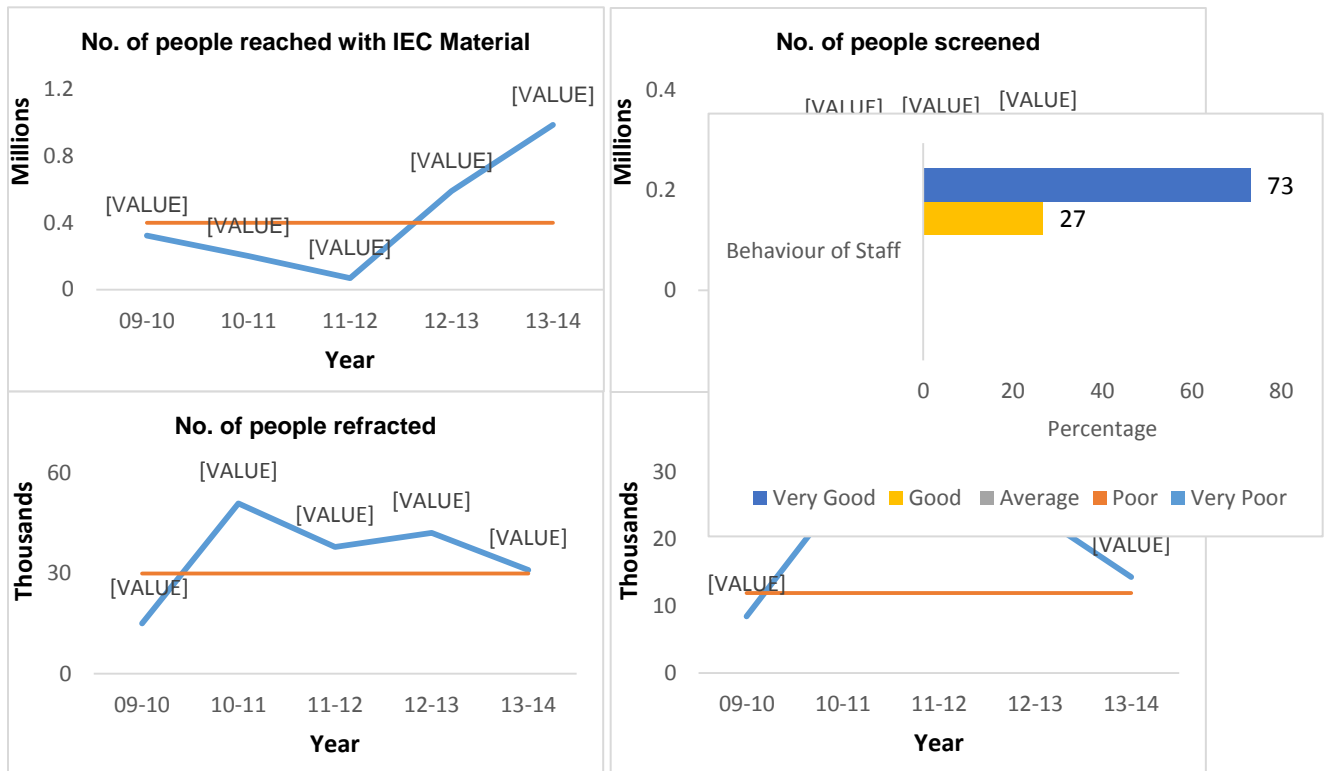 No. of people reached with IEC Material
Millions
1.2
0.8
0.4
0
[VALUE]
[VALUE]
[VALUE]
[VALUE]
[VALUE]
09-10 10-11 11-12 12-13 13-14
Year
No. of people screened
Millions
0.4
0.2
0
[VALUE] [VALUE] [VALUE]
Behaviour of Staff
73
27
0 20 40 60 80
Percentage
Very Good Good Average Poor Very Poor
No. of people refracted
Thousands
60
30
0
[VALUE]
[VALUE]
[VALUE]
[VALUE]
[VALUE]
09-10 10-11 11-12 12-13 13-14
Year
Thousands
30
20
10
0
[VALUE]
[VALUE]
09-10 10-11 11-12 12-13 13-14
Year